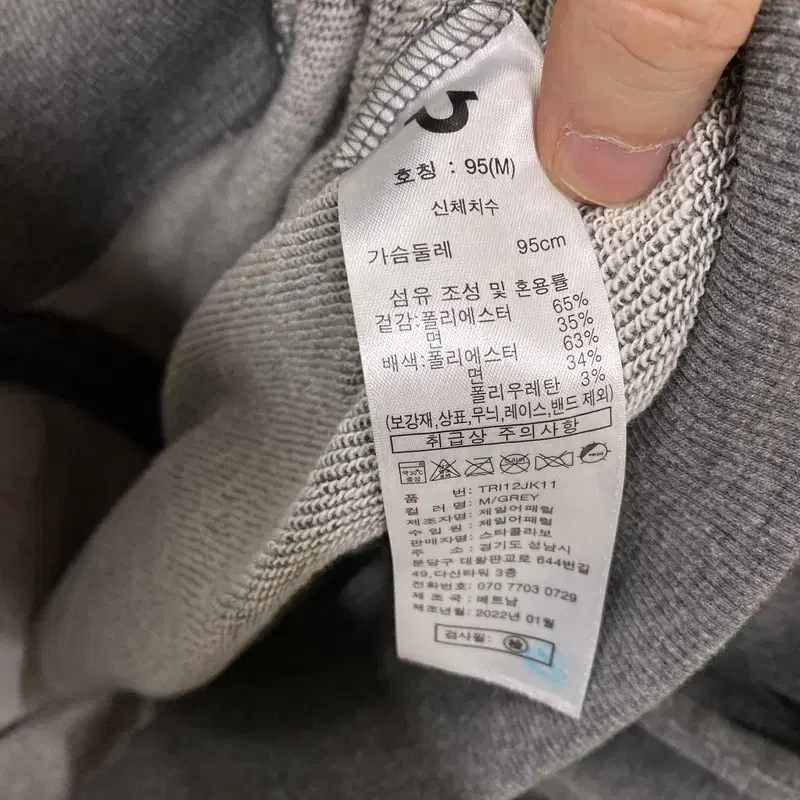 호칭 : 95(M)
신체치수
가슴둘레 95cm
섬유 조성 및 혼용률
겉감:폴리에스터 65%
면 35%
배색:폴리에스터 63%
면 34%
폴리우레탄 3%
(보강재,상표,무늬,레이스,밴드 제외)
취급상 주의사항
약30℃
중성
품 번: TRI12JK11
컬 러 명: M/GREY
제조자명: 제일어패럴
수 입 원: 제일어패럴
판매자명: 스타콜라보
주 소: 경기도 성남시
분당구 대왕판교로 644번길
49,다산타워 3층
전화번호: 070 7703 0729
제 조 국: 베트남
제조년월: 2022년 01월
검사필: